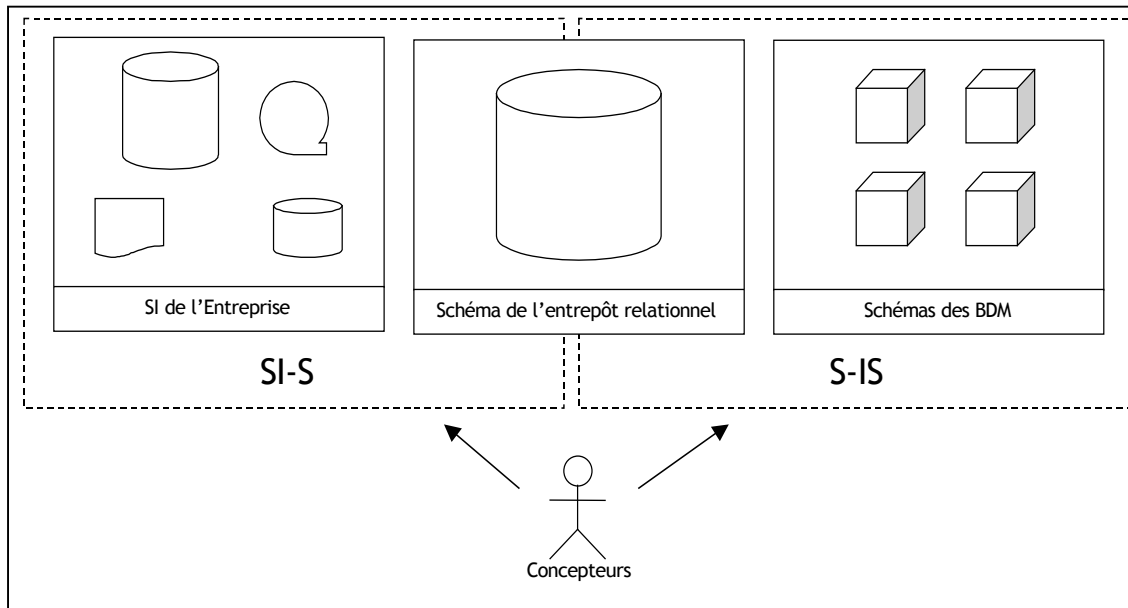 SI de l'Entreprise
Schéma de l'entrepôt relationnel
Schémas des BDM
SI-S
S-IS
Concepteurs